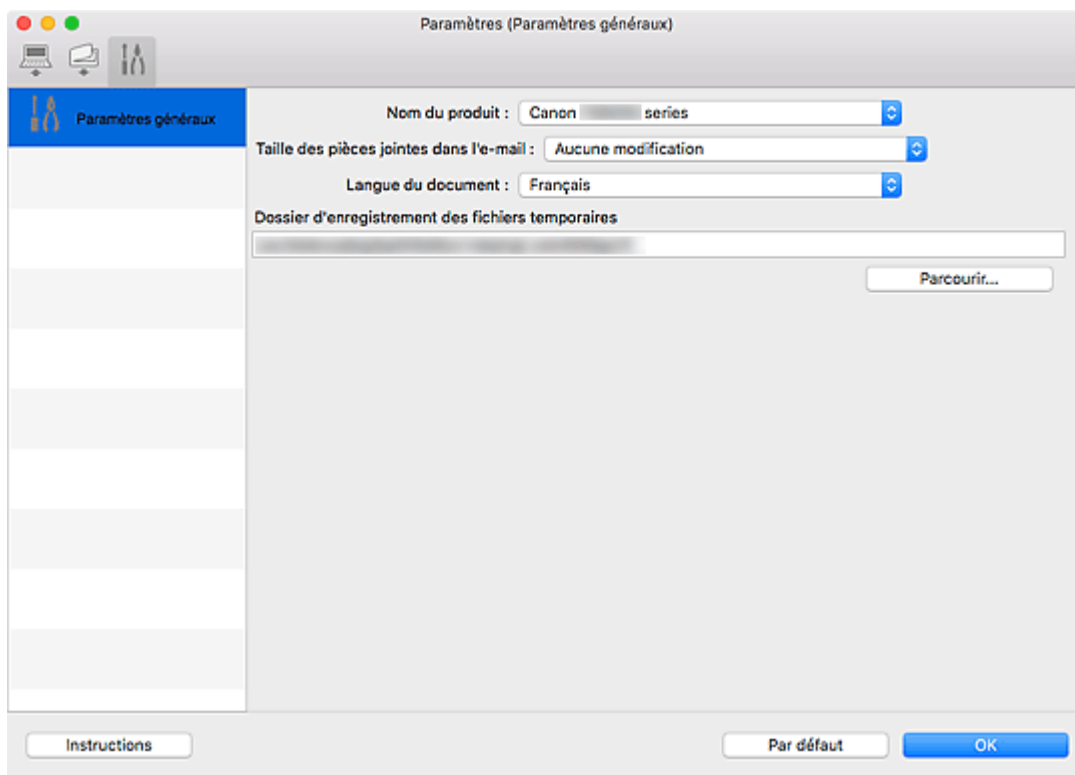 Paramètres (Paramètres généraux)
Paramètres généraux
Nom du produit : Canon series
Taille des pièces jointes dans l'e-mail : Aucune modification
Langue du document : Français
Dossier d'enregistrement des fichiers temporaires
Parcourir...
Instructions
Par défaut
OK